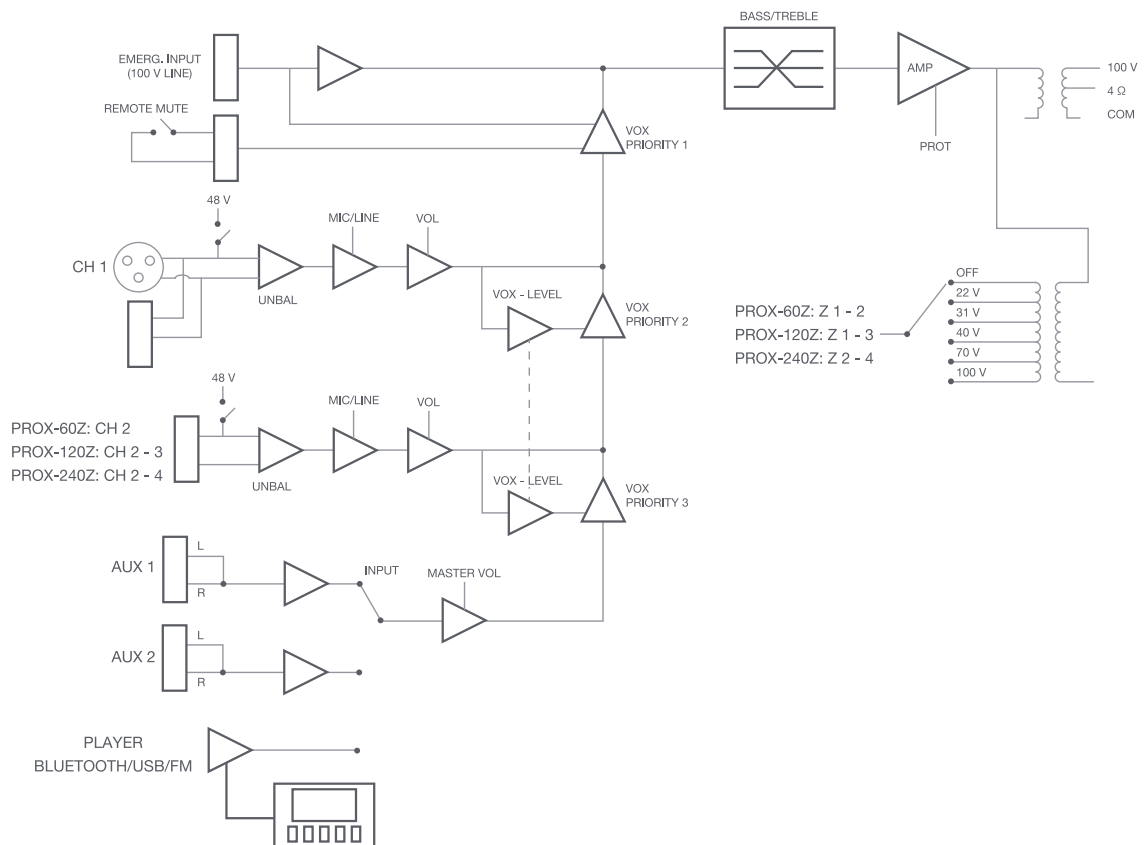 BASS/TREBLE
EMERG. INPUT
(100 V LINE)
AMP
100 V
4 Ω
COM
REMOTE MUTE
VOX
PRIORITY 1
PROT
48 V
MIC/LINE
VOL
CH 1
UNBAL
VOX - LEVEL
VOX
PRIORITY 2
OFF
22 V
31 V
40 V
70 V
100 V
PROX-60Z: Z 1 - 2
PROX-120Z: Z 1 - 3
PROX-240Z: Z 2 - 4
48 V
MIC/LINE
VOL
PROX-60Z: CH 2
PROX-120Z: CH 2 - 3
PROX-240Z: CH 2 - 4
UNBAL
VOX - LEVEL
VOX
PRIORITY 3
AUX 1
L
R
INPUT
MASTER VOL
AUX 2
L
R
PLAYER
BLUETOOTH/USB/FM